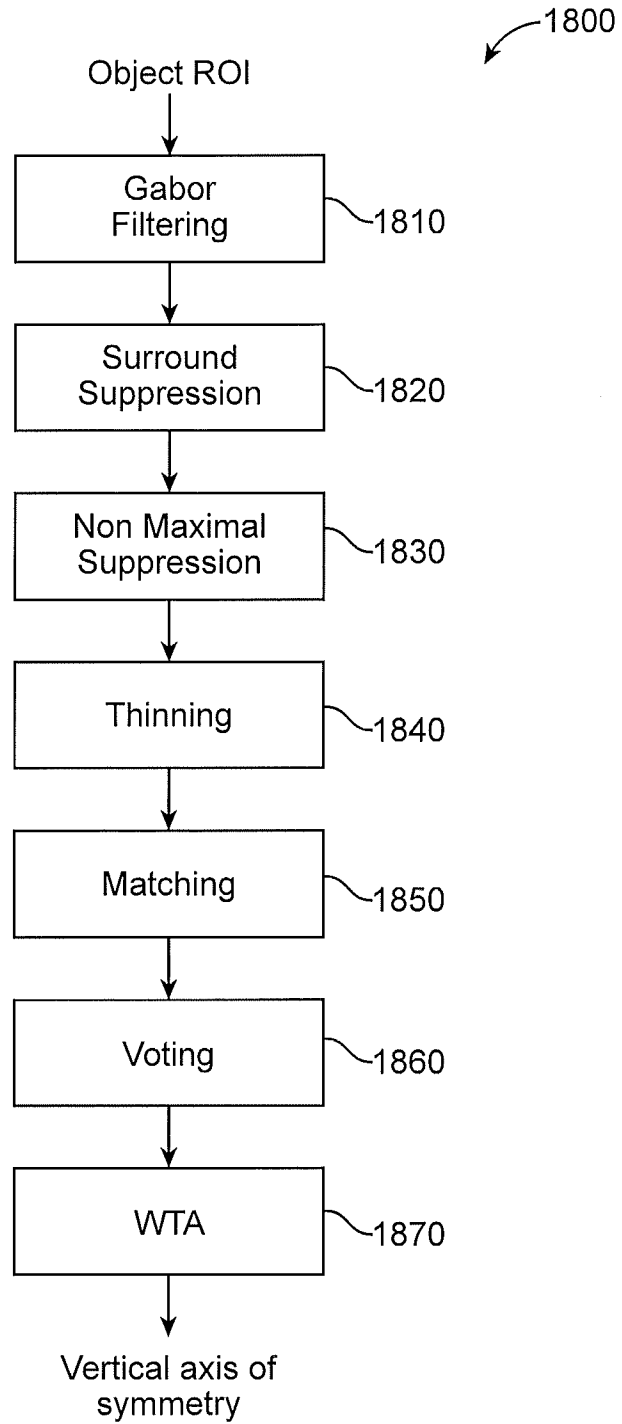 1800
Object ROI
Gabor
Filtering
1810
Surround
Suppression
1820
Non Maximal
Suppression
1830
Thinning
1840
Matching
1850
Voting
1860
WTA
1870
Vertical axis of
symmetry